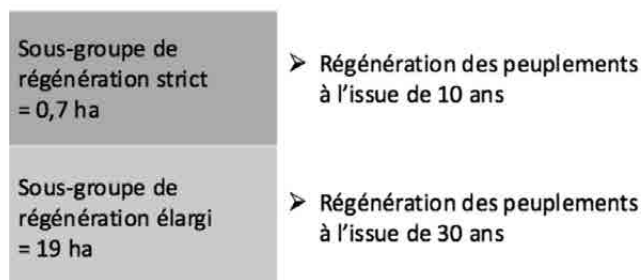 Sous-groupe de
régénération strict
= 0,7 ha
➤ Régénération des peuplements
à l'issue de 10 ans
Sous-groupe de
régénération élargi
= 19 ha
➤ Régénération des peuplements
à l'issue de 30 ans